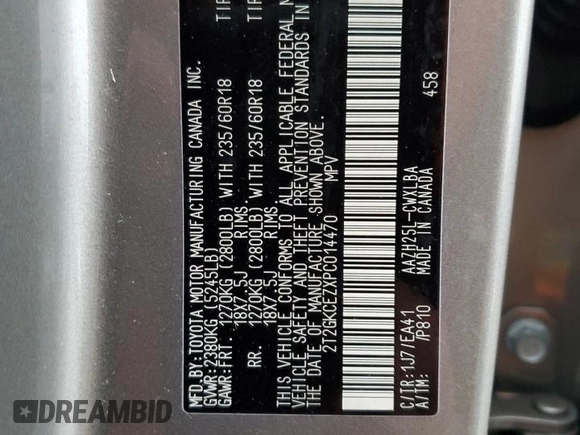 MFD.BY:TOYOTA MOTOR MANUFACTURING CANADA INC.
GVWR:2380KG (5245LB)
GAWR:FRT. 1270KG (2800LB) WITH 235/60R18 TIR
18X7.5J RIMS,
RR. 1270KG (2800LB) WITH 235/60R18 TIR
18X7.5J RIMS,
THIS VEHICLE CONFORMS TO ALL APPLICABLE FEDERAL
VEHICLE SAFETY AND THEFT PREVENTION STANDARDS IN
THE DATE OF MANUFACTURE SHOWN ABOVE.
2T2GKCEZXPC014470 MPV
458
C/TR:1J7/EA41 AAZH25L-CWXLBA
A/TM: /P810 MADE IN CANADA
DREAMBID